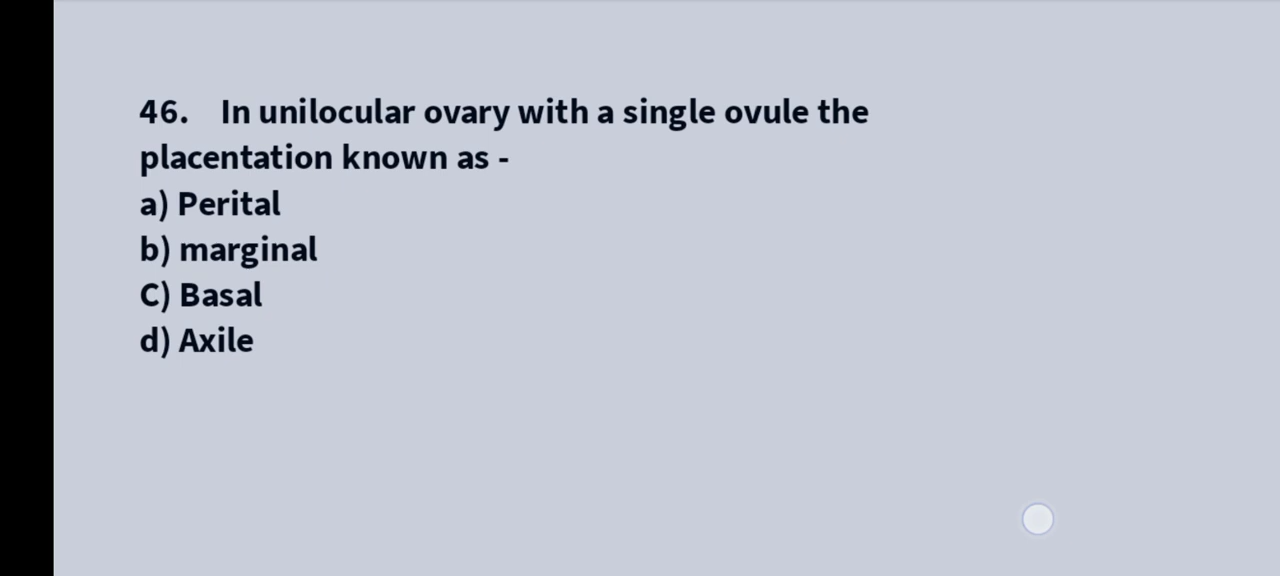 46. In unilocular ovary with a single ovule the
placentation known as -
a) Perital
b) marginal
C) Basal
d) Axile